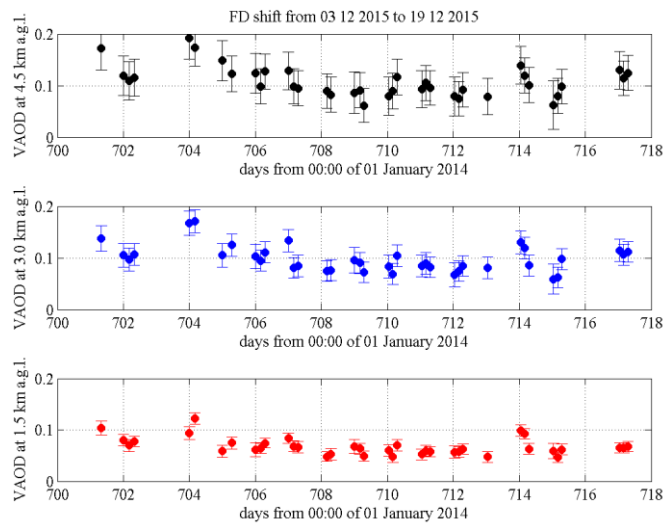 FD shift from 03 12 2015 to 19 12 2015
VAOD at 4.5 km a.g.l.
0.2
0.1
0
700 702 704 706 708 710 712 714 716 718
days from 00:00 of 01 January 2014
VAOD at 3.0 km a.g.l.
0.2
0.1
0
700 702 704 706 708 710 712 714 716 718
days from 00:00 of 01 January 2014
VAOD at 1.5 km a.g.l.
0.2
0.1
0
700 702 704 706 708 710 712 714 716 718
days from 00:00 of 01 January 2014